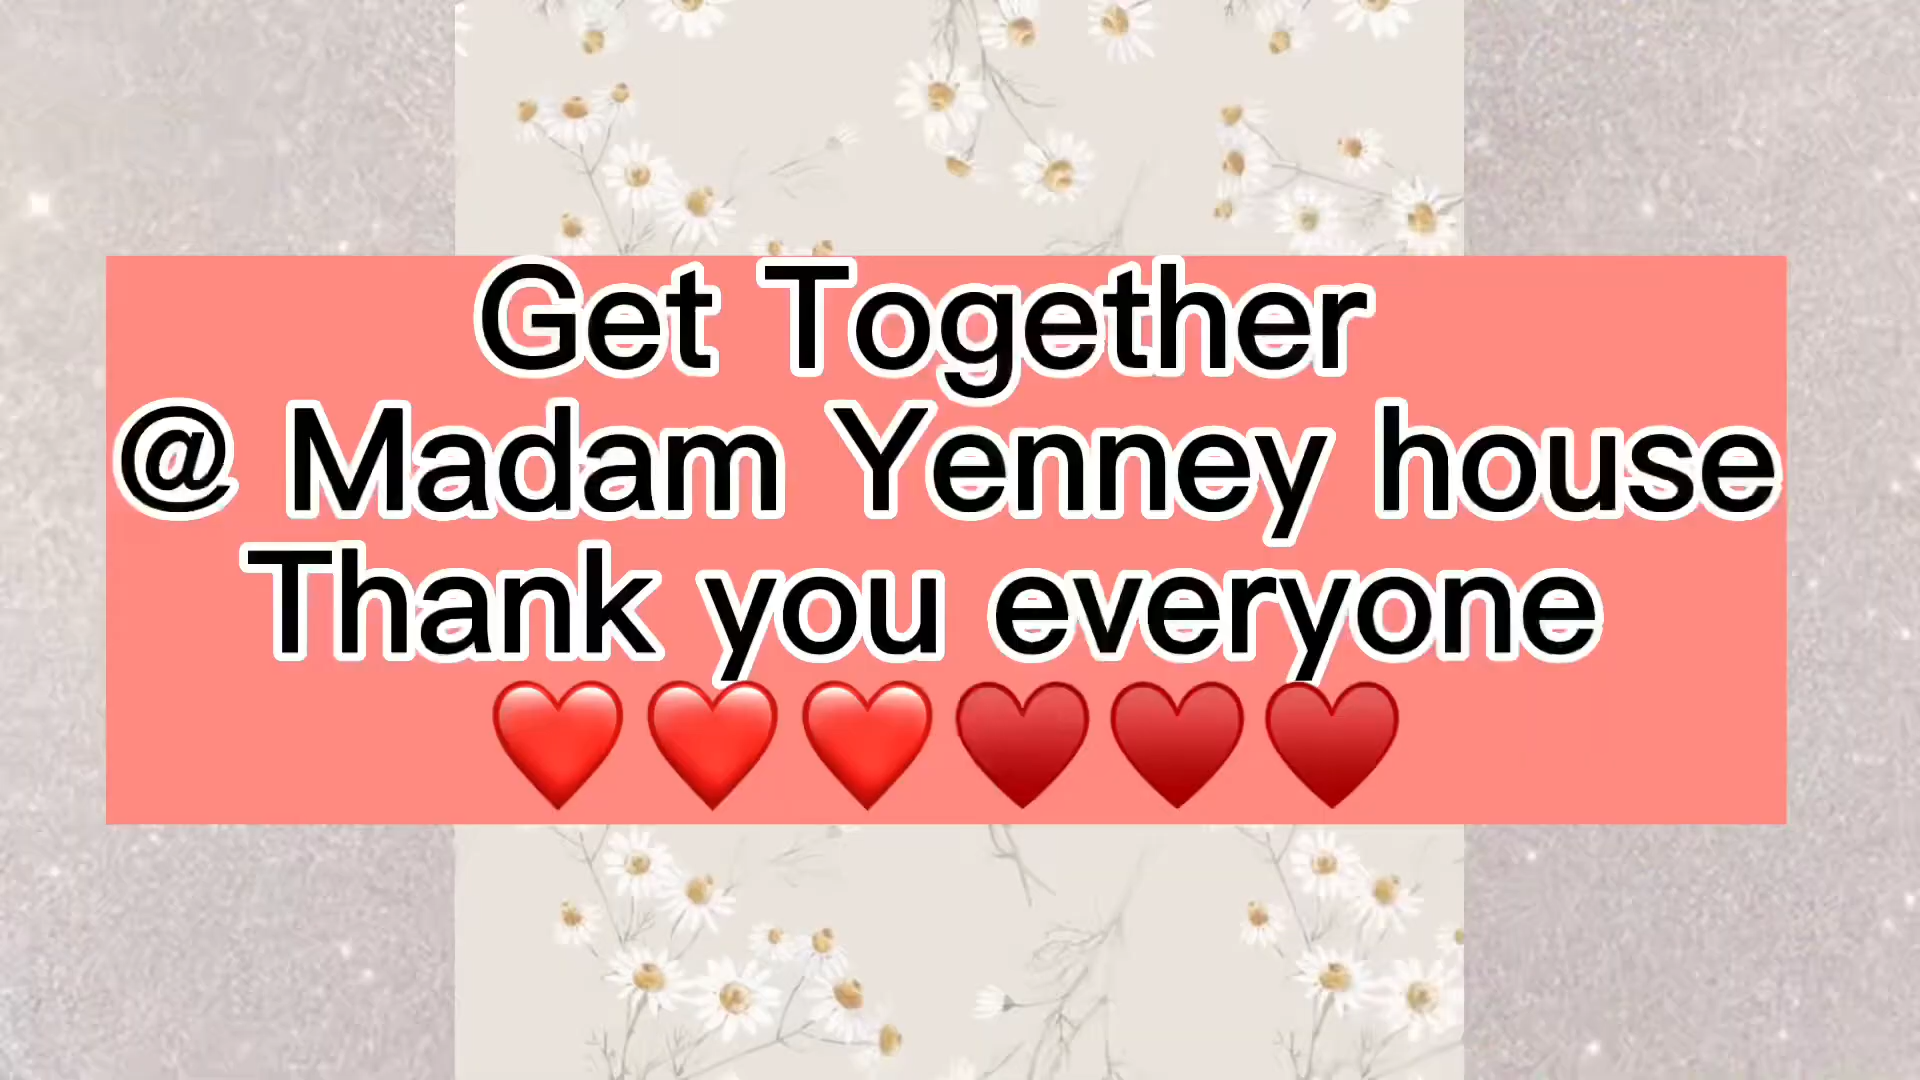 Get Together
@ Madam Yenney house
Thank you everyone
❤️❤️❤️♥️♥️♥️